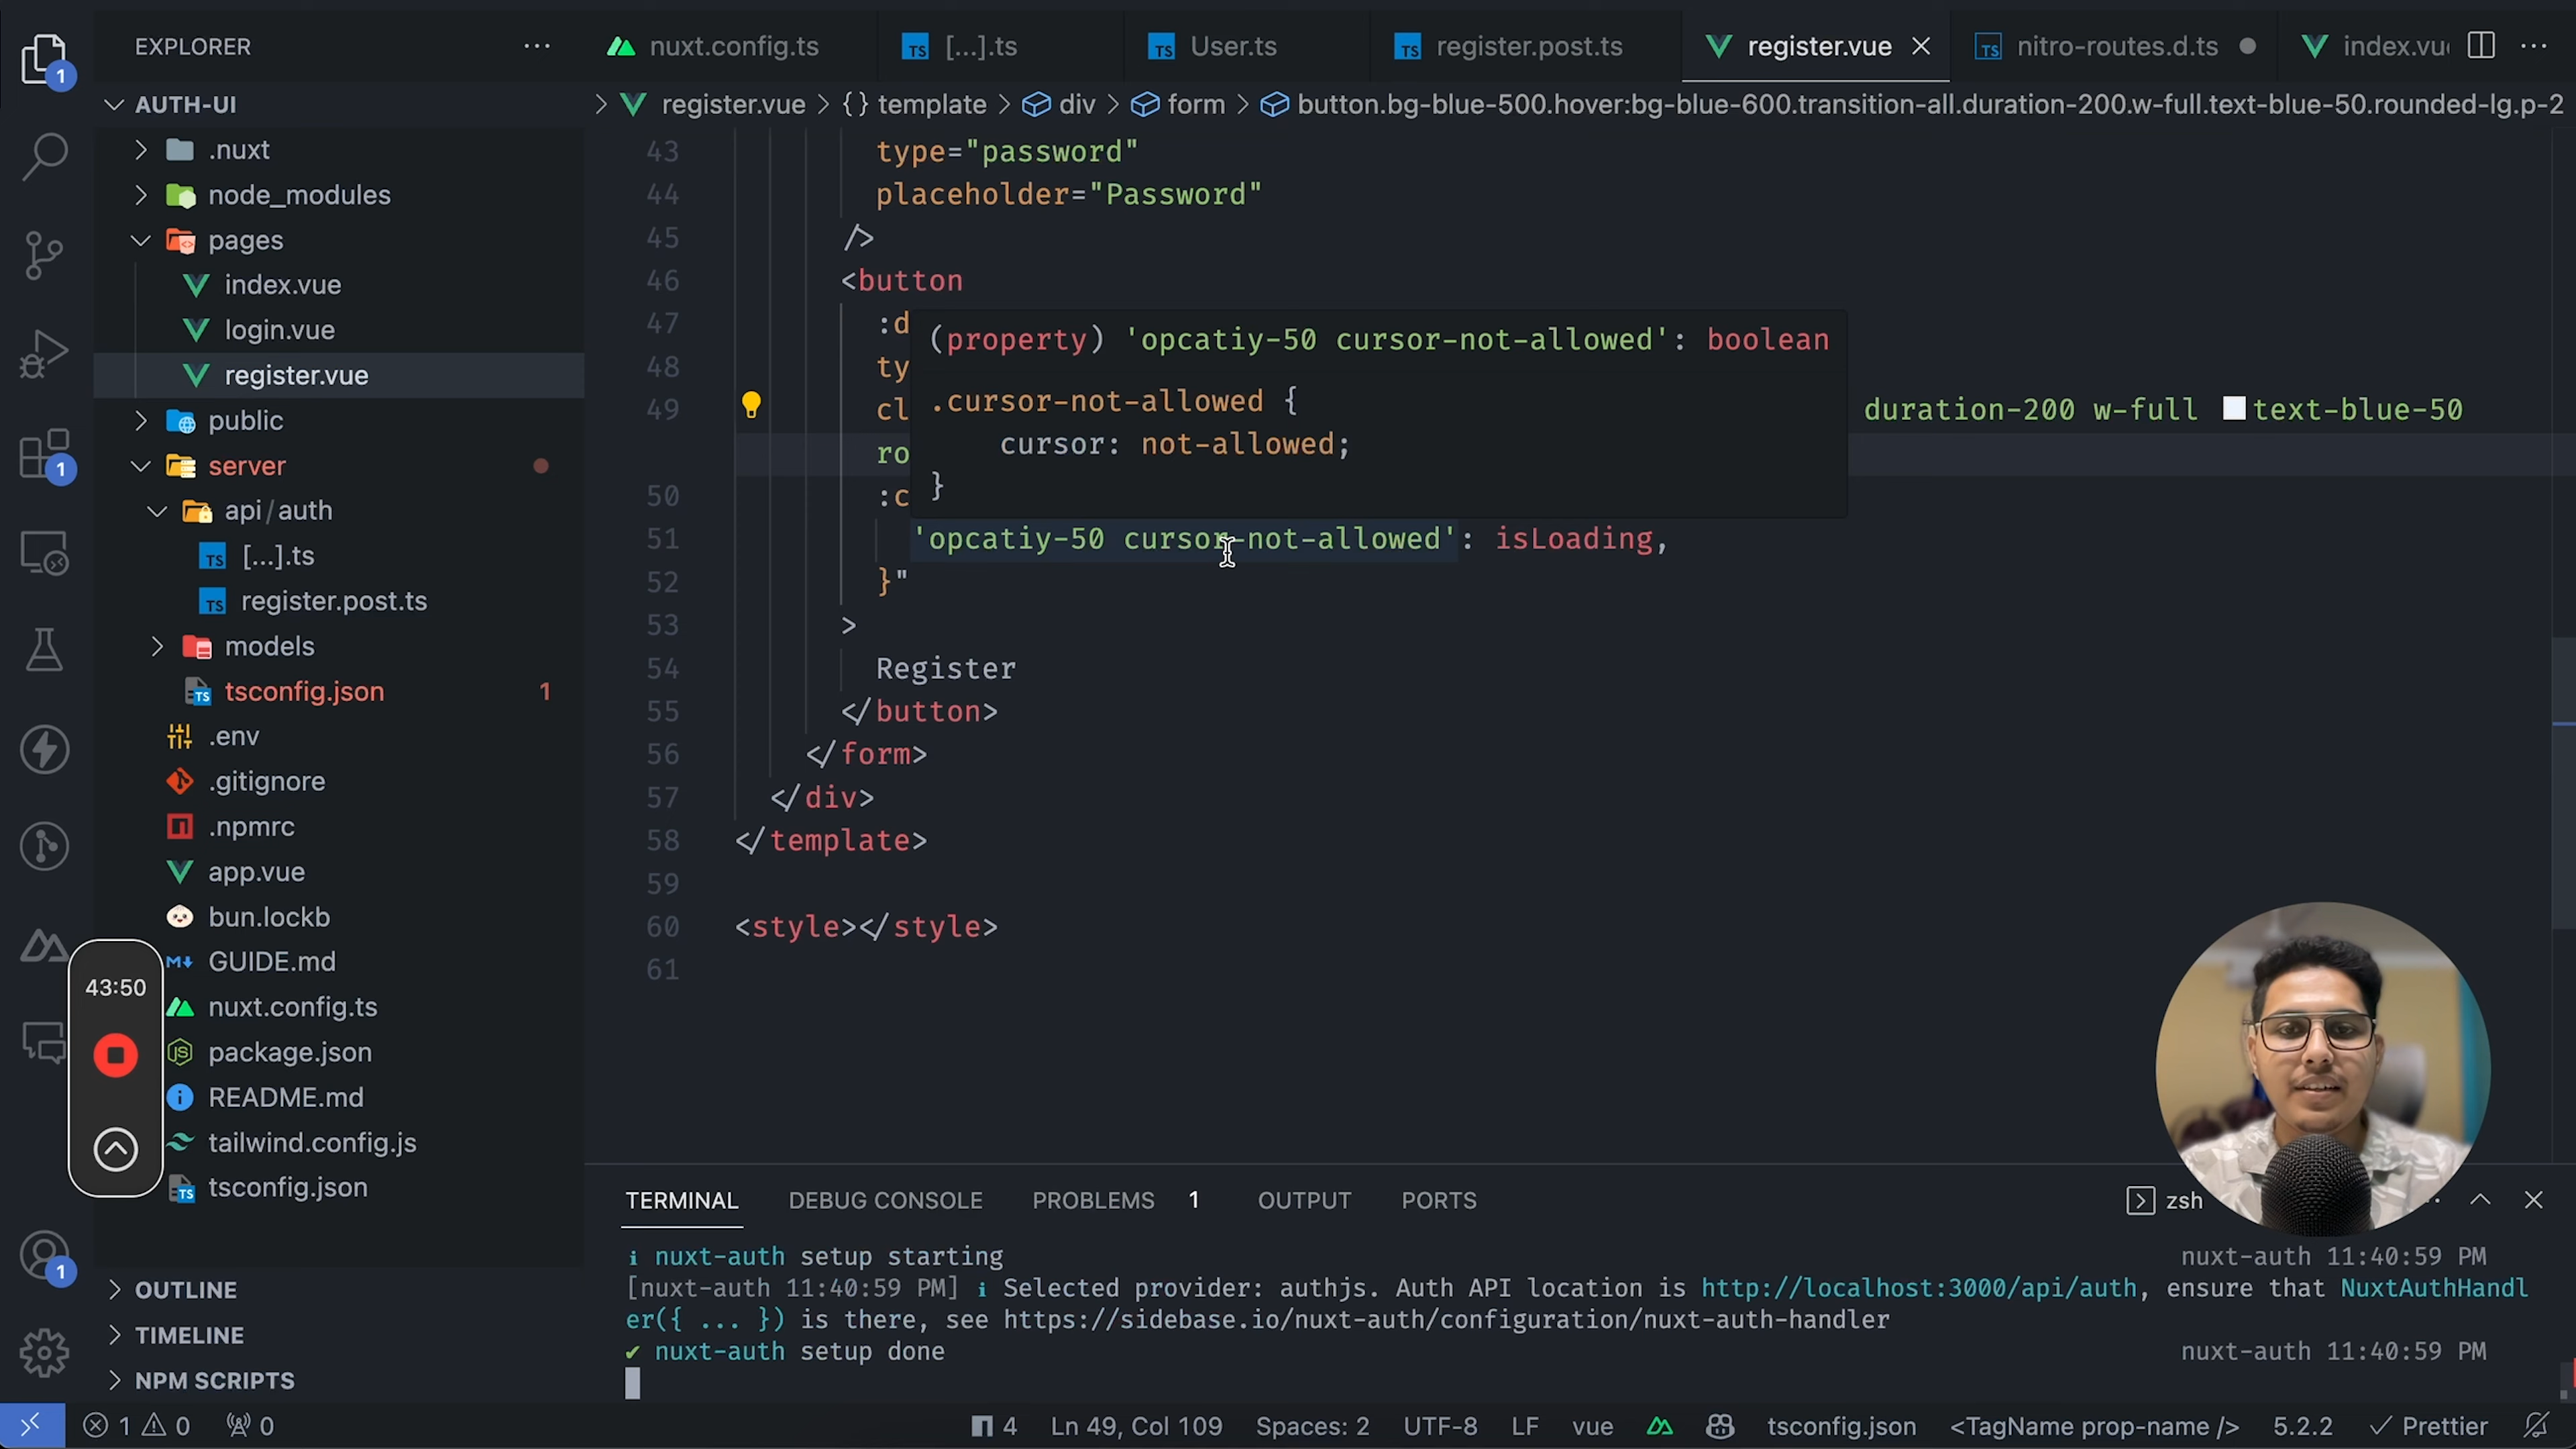 EXPLORER
nuxt.config.ts
[...].ts
User.ts
register.post.ts
register.vue
nitro-routes.d.ts
index.vu
AUTH-UI
register.vue > {} template > div > form > button.bg-blue-500.hover:bg-blue-600.transition-all.duration-200.w-full.text-blue-50.rounded-lg.p-2
1
.nuxt
node_modules
pages
index.vue
login.vue
register.vue
public
server
api/auth
[...].ts
register.post.ts
models
tsconfig.json 1
.env
.gitignore
.npmrc
app.vue
bun.lockb
GUIDE.md
nuxt.config.ts
package.json
README.md
tailwind.config.js
tsconfig.json
OUTLINE
TIMELINE
NPM SCRIPTS
1
43:50
1
43 type="password"
44 placeholder="Password"
45 />
46 <button
47 :d
48 ty
49 cl duration-200 w-full text-blue-50
ro
50 :c
(property) 'opcatiy-50 cursor-not-allowed': boolean
.cursor-not-allowed {
cursor: not-allowed;
}
51 'opcatiy-50 cursor-not-allowed': isLoading,
52 }"
53 >
54 Register
55 </button>
56 </form>
57 </div>
58 </template>
59
60 <style></style>
61
TERMINAL DEBUG CONSOLE PROBLEMS 1 OUTPUT PORTS
zsh
i nuxt-auth setup starting nuxt-auth 11:40:59 PM
[nuxt-auth 11:40:59 PM] i Selected provider: authjs. Auth API location is http://localhost:3000/api/auth, ensure that NuxtAuthHandl
er({ ... }) is there, see https://sidebase.io/nuxt-auth/configuration/nuxt-auth-handler
✔ nuxt-auth setup done nuxt-auth 11:40:59 PM
1 0 0 4 Ln 49, Col 109 Spaces: 2 UTF-8 LF vue tsconfig.json <TagName prop-name /> 5.2.2 Prettier